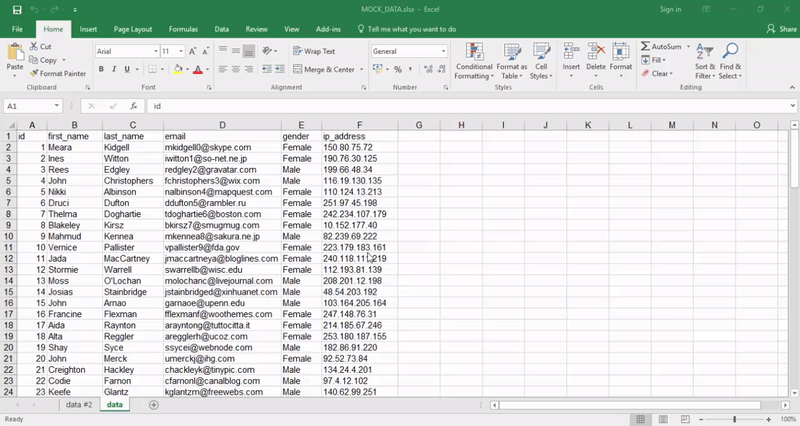 MOCK_DATA.xlsx - Excel
Sign in
File Home Insert Page Layout Formulas Data Review View Add-ins Tell me what you want to do Share
Cut
Copy
Format Painter
Paste
Clipboard
Arial 11
B I U
Font
Wrap Text
Merge & Center
Alignment
General
$ % ,
Number
Conditional Formatting
Format as Table
Cell Styles
Styles
Insert Delete Format
Cells
AutoSum
Fill
Clear
Sort & Filter
Find & Select
Editing
A1 fx id
A B C D E F G H I J K L M N O
1 id first_name last_name email gender ip_address
2 1 Meara Kidgell mkidgell0@skype.com Female 150.80.75.72
3 2 Ines Witton iwitton1@so-net.ne.jp Female 190.76.30.125
4 3 Rees Edgley redgley2@gravatar.com Male 199.66.48.34
5 4 John Christophers fchristophers3@wix.com Male 116.19.130.135
6 5 Nikki Albinson nalbinson4@mapquest.com Female 110.124.13.213
7 6 Druci Dufton ddufton5@rambler.ru Female 251.97.45.198
8 7 Thelma Doghartie tdoghartie6@boston.com Female 242.234.107.179
9 8 Blakeley Kirsz bkirsz7@smugmug.com Female 10.152.177.40
10 9 Mahmud Kennea mkennea8@sakura.ne.jp Male 82.239.69.222
11 10 Vernice Pallister vpallister9@fda.gov Female 223.179.183.161
12 11 Jada MacCartney jmaccartneya@bloglines.com Female 240.118.11.219
13 12 Stormie Warrell swarrellb@wisc.edu Female 112.193.81.139
14 13 Moss O'Lochan molochanc@livejournal.com Male 208.201.12.198
15 14 Josias Stainbridge jstainbridged@xinhuanet.com Male 48.54.203.192
16 15 John Arnao garnaoe@upenn.edu Male 103.164.205.164
17 16 Francine Flexman fflexmanf@woothemes.com Female 247.148.76.31
18 17 Aida Raynton arayntong@tuttocitta.it Female 214.185.67.246
19 18 Alta Reggler aregglerh@ucoz.com Female 253.180.187.155
20 19 Shay Syce ssycei@webnode.com Male 182.86.91.220
21 20 John Merck umerckj@ihg.com Female 92.52.73.84
22 21 Creighton Hackley chackleyk@tinypic.com Male 134.24.4.201
23 22 Codie Farnon cfarnonl@canalblog.com Male 97.4.12.102
24 23 Keefe Glantz kglantzm@freewebs.com Male 140.62.99.251
data #2 data
Ready 100%